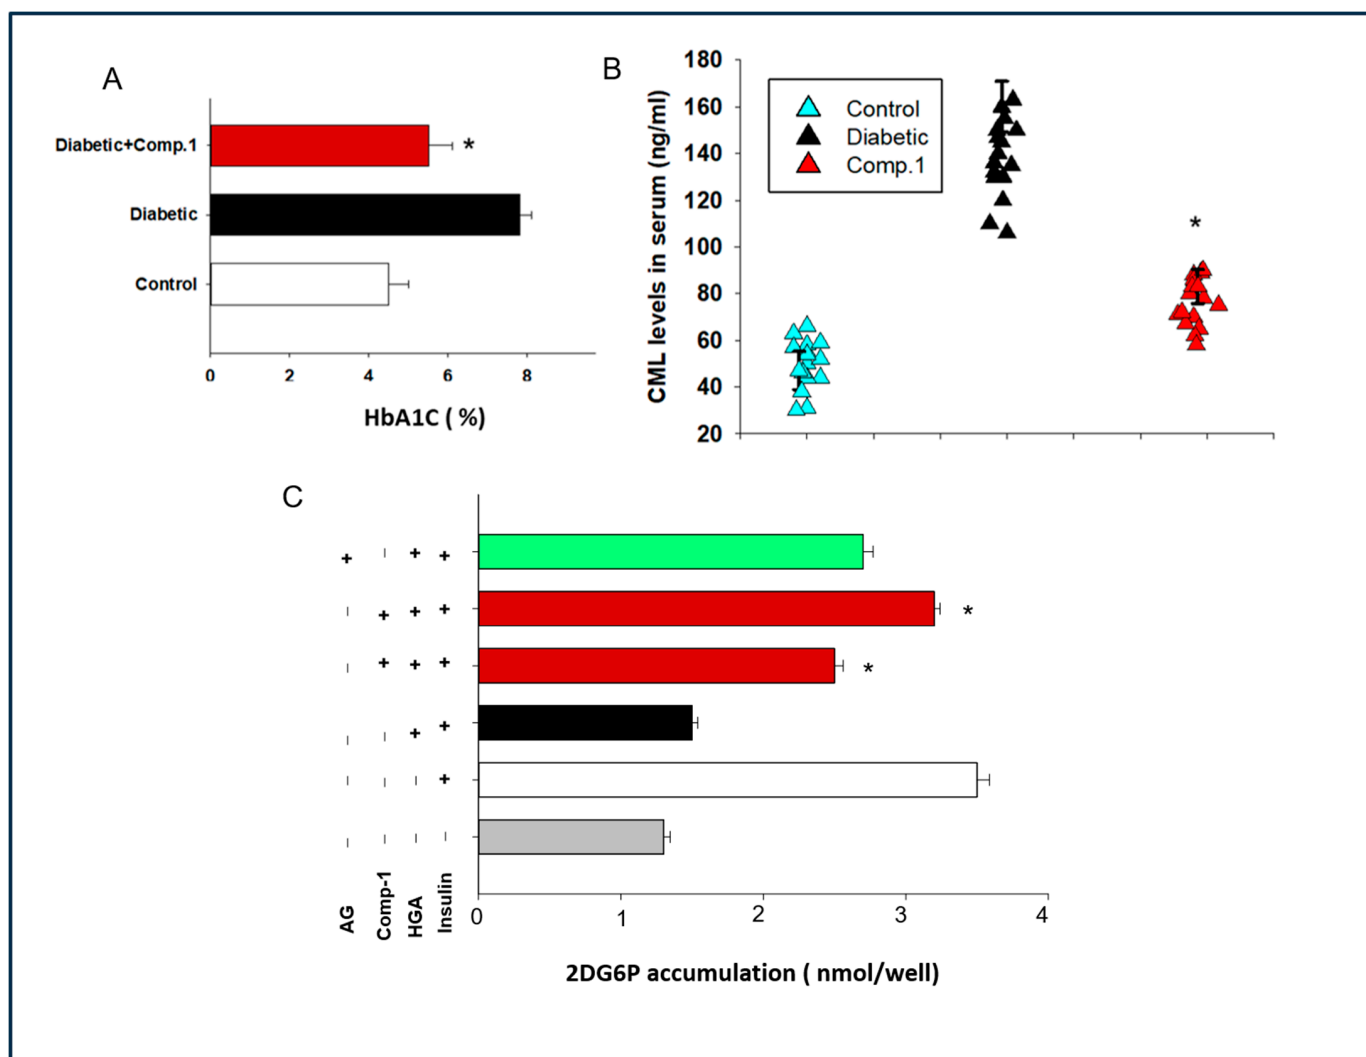 A
Diabetic+Comp.1
*
Diabetic
Control
0 2 4 6 8
HbA1C ( %)
B
180
160
140
120
100
80
60
40
20
CML levels in serum (ng/ml)
Control
Diabetic
Comp.1
*
C
+ – + +
– + + + *
– + + + *
– – + +
– – – +
– – – –
AG
Comp-1
HGA
Insulin
0 1 2 3 4
2DG6P accumulation ( nmol/well)